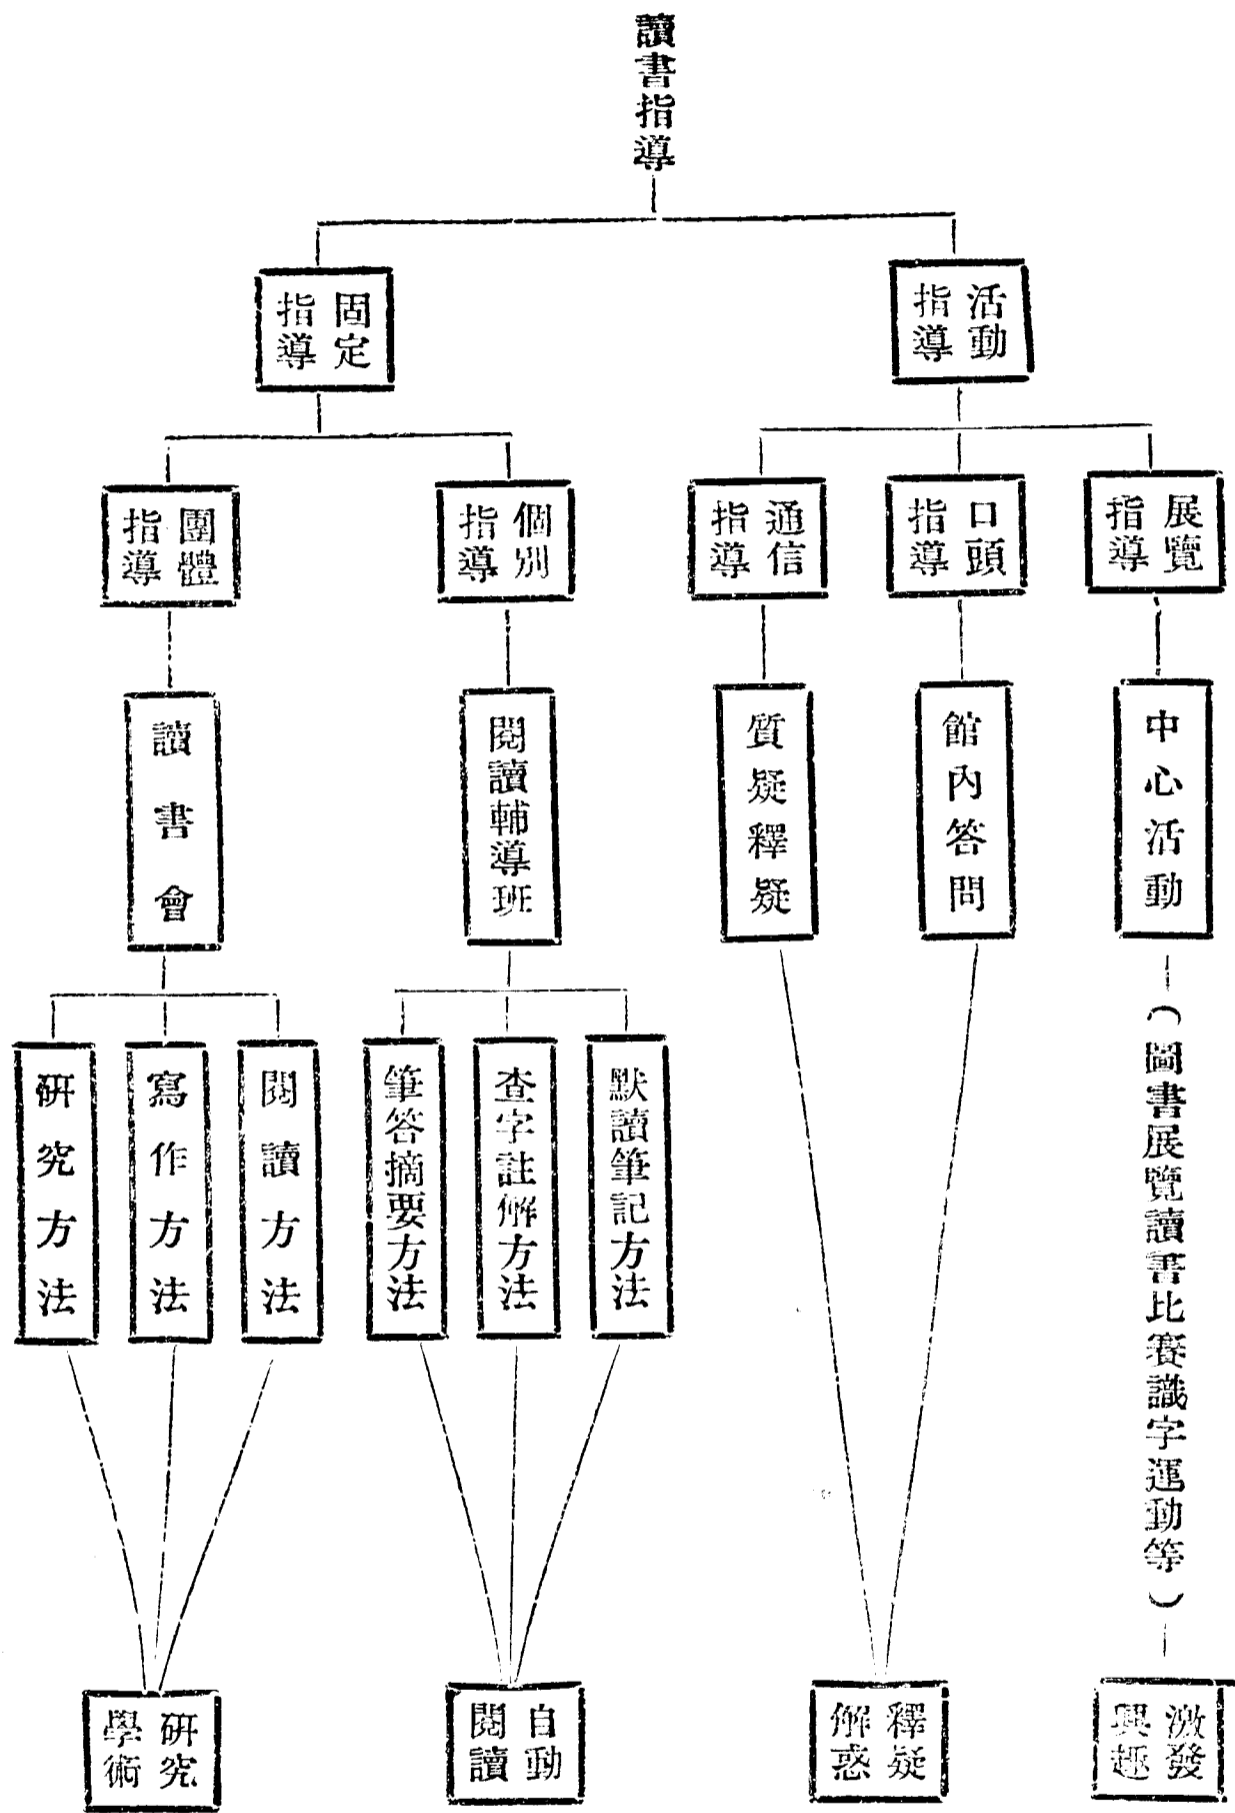 讀書指導
活動
指導
固定
指導
展覽
指導
口頭
指導
通信
指導
個別
指導
團體
指導
中心活動
館內答問
質疑釋疑
閱讀輔導班
讀書會
（圖書展覽讀書比賽識字運動等）
默讀筆記方法
查字註解方法
筆答摘要方法
閱讀方法
寫作方法
研究方法
激發
興趣
釋疑
解惑
自動
閱讀
研究
學術